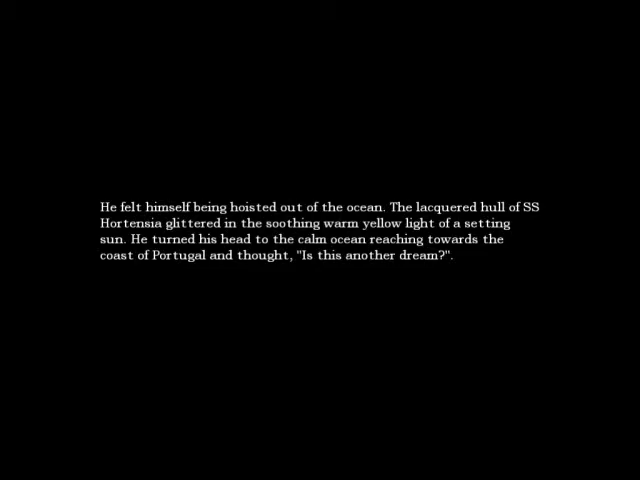 He felt himself being hoisted out of the ocean. The lacquered hull of SS
Hortensia glittered in the soothing warm yellow light of a setting
sun. He turned his head to the calm ocean reaching towards the
coast of Portugal and thought, "Is this another dream?".